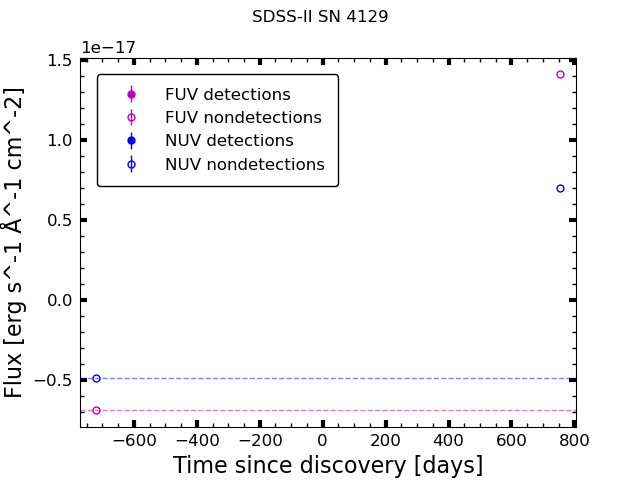 SDSS-II SN 4129
1e−17
FUV detections
FUV nondetections
NUV detections
NUV nondetections
1.5
1.0
0.5
0.0
−0.5
Flux [erg s^-1 Å^-1 cm^-2]
−600 −400 −200 0 200 400 600 800
Time since discovery [days]